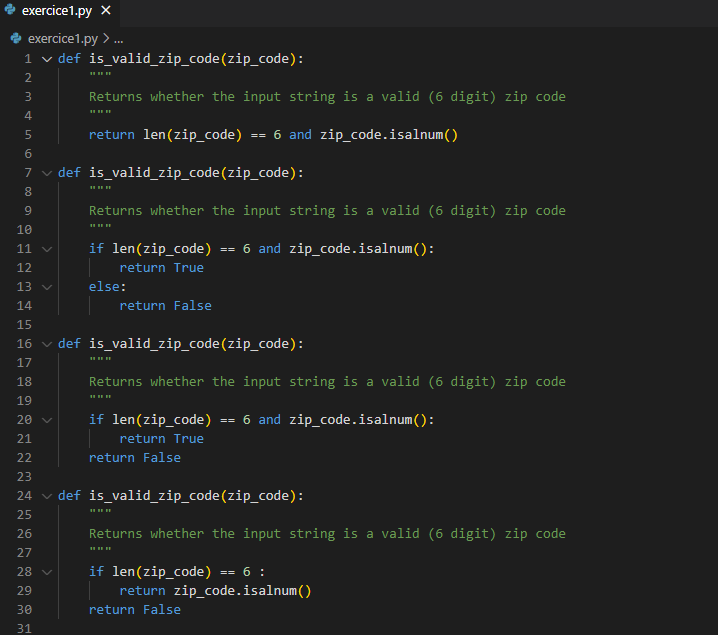 exercice1.py ×
exercice1.py > ...
1 def is_valid_zip_code(zip_code):
2 """
3 Returns whether the input string is a valid (6 digit) zip code
4 """
5 return len(zip_code) == 6 and zip_code.isalnum()
6
7 def is_valid_zip_code(zip_code):
8 """
9 Returns whether the input string is a valid (6 digit) zip code
10 """
11 if len(zip_code) == 6 and zip_code.isalnum():
12 return True
13 else:
14 return False
15
16 def is_valid_zip_code(zip_code):
17 """
18 Returns whether the input string is a valid (6 digit) zip code
19 """
20 if len(zip_code) == 6 and zip_code.isalnum():
21 return True
22 return False
23
24 def is_valid_zip_code(zip_code):
25 """
26 Returns whether the input string is a valid (6 digit) zip code
27 """
28 if len(zip_code) == 6 :
29 return zip_code.isalnum()
30 return False
31